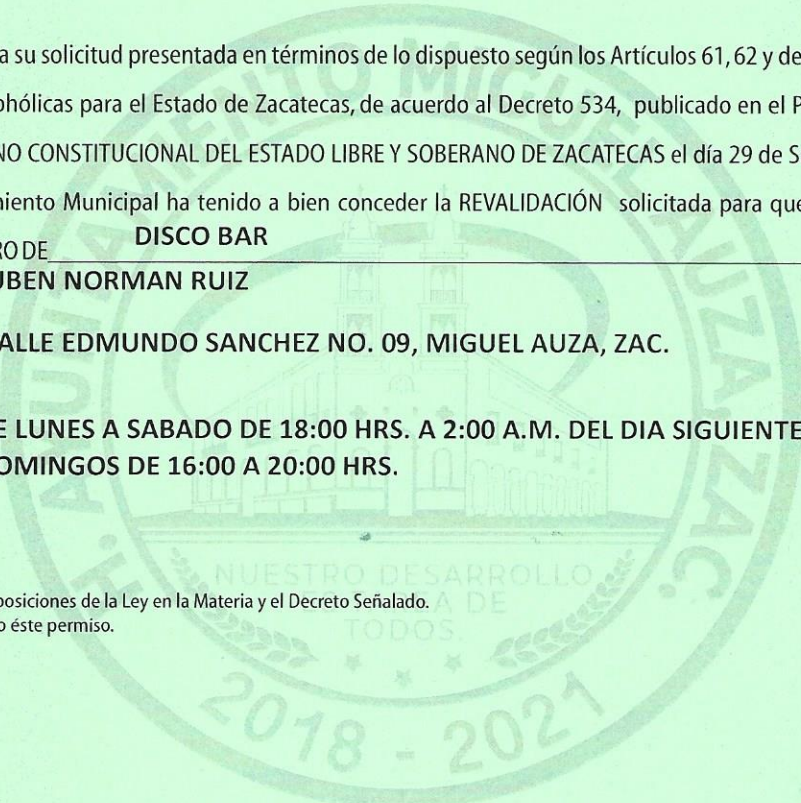 a su solicitud presentada en términos de lo dispuesto según los Artículos 61, 62 y de
ohólicas para el Estado de Zacatecas, de acuerdo al Decreto 534, publicado en el P
NO CONSTITUCIONAL DEL ESTADO LIBRE Y SOBERANO DE ZACATECAS el día 29 de S
miento Municipal ha tenido a bien conceder la REVALIDACIÓN solicitada para que
RO DE DISCO BAR
UBEN NORMAN RUIZ
ALLE EDMUNDO SANCHEZ NO. 09, MIGUEL AUZA, ZAC.
E LUNES A SABADO DE 18:00 HRS. A 2:00 A.M. DEL DIA SIGUIENTE
OMINGOS DE 16:00 A 20:00 HRS.
posiciones de la Ley en la Materia y el Decreto Señalado.
o éste permiso.
H. AYUNTAMIENTO MIGUEL AUZA, ZAC.
NUESTRO DESARROLLO
A DE
TODOS.
2018 - 2021